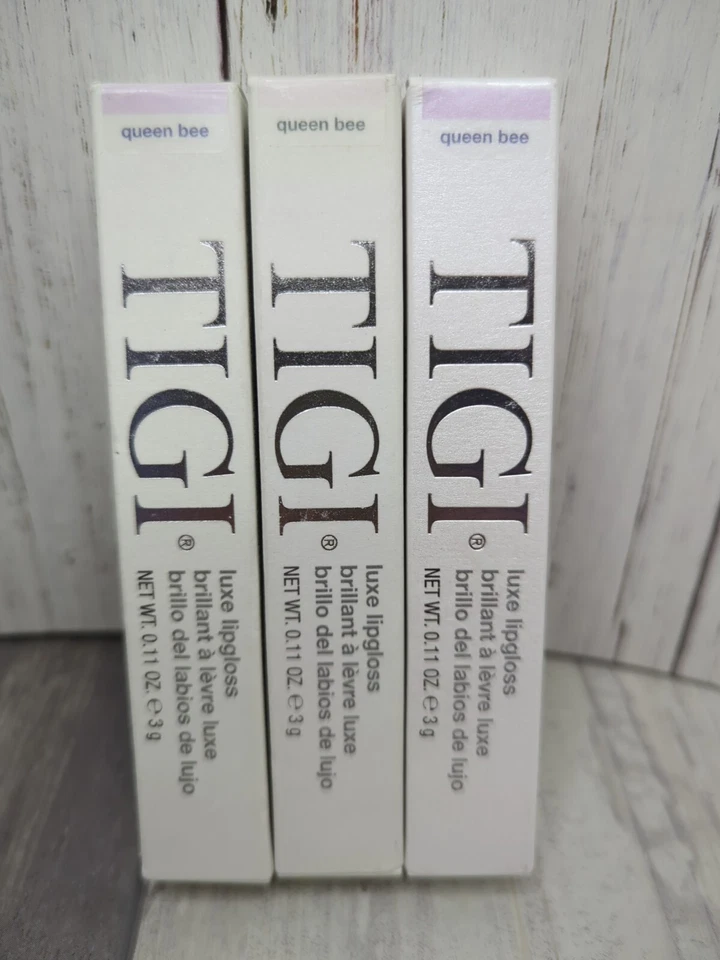 queen bee
TIGI®
luxe lipgloss
brillant à lèvre luxe
brillo del labios de lujo
NET WT. 0.11 OZ. ℮ 3 g
queen bee
TIGI®
luxe lipgloss
brillant à lèvre luxe
brillo del labios de lujo
NET WT. 0.11 OZ. ℮ 3 g
queen bee
TIGI®
luxe lipgloss
brillant à lèvre luxe
brillo del labios de lujo
NET WT. 0.11 OZ. ℮ 3 g